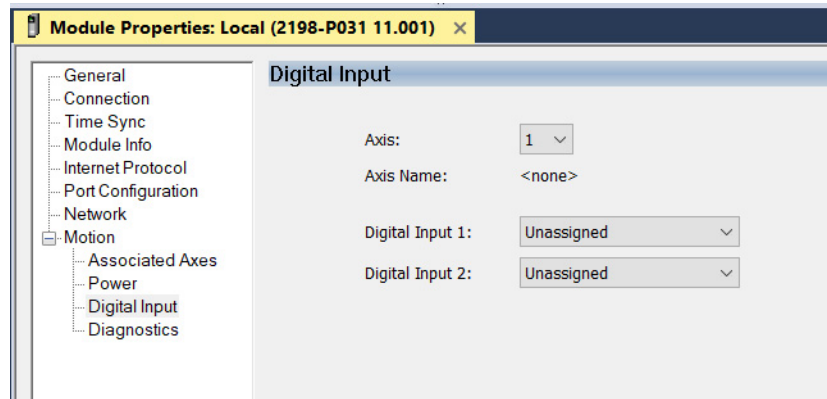 Module Properties: Local (2198-P031 11.001)
General
Connection
Time Sync
Module Info
Internet Protocol
Port Configuration
Network
Motion
Associated Axes
Power
Digital Input
Diagnostics
Digital Input
Axis: 1
Axis Name: <none>
Digital Input 1: Unassigned
Digital Input 2: Unassigned